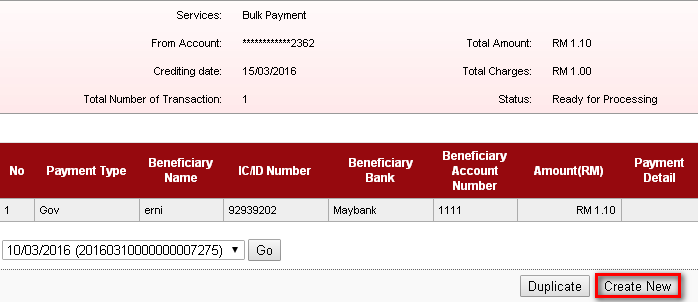 Services: Bulk Payment
From Account: ************2362 Total Amount: RM 1.10
Crediting date: 15/03/2016 Total Charges: RM 1.00
Total Number of Transaction: 1 Status: Ready for Processing
No Payment Type Beneficiary Name IC/ID Number Beneficiary Bank Beneficiary Account Number Amount(RM) Payment Detail
1 Gov erni 92939202 Maybank 1111 RM 1.10
10/03/2016 (20160310000000007275) Go
Duplicate Create New